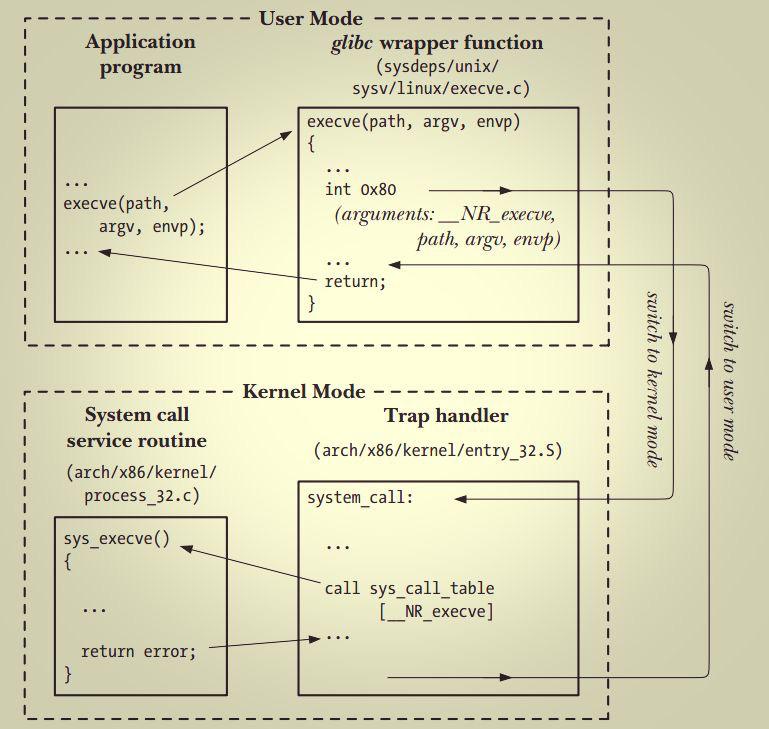 User Mode
Application
program
glibc wrapper function
(sysdeps/unix/
sysv/linux/execve.c)
...
execve(path,
argv, envp);
...
execve(path, argv, envp)
{
...
int 0x80
(arguments: __NR_execve,
path, argv, envp)
...
return;
}
switch to kernel mode
switch to user mode
Kernel Mode
System call
service routine
(arch/x86/kernel/
process_32.c)
Trap handler
(arch/x86/kernel/entry_32.S)
sys_execve()
{
...
return error;
}
system_call:
...
call sys_call_table
[__NR_execve]
...